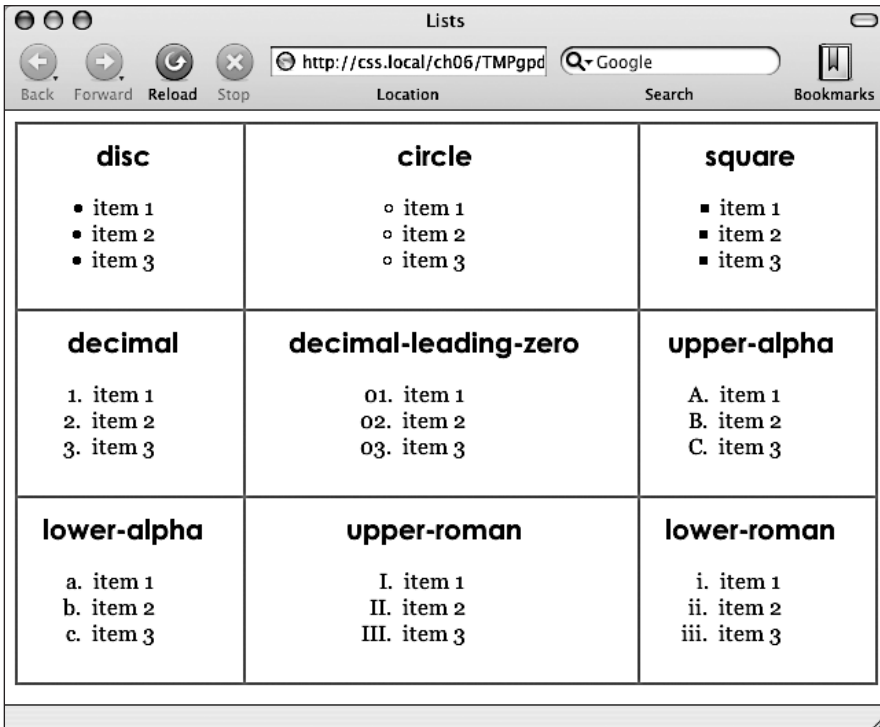 Lists
http://css.local/ch06/TMPgpd
Google
Back Forward Reload Stop Location Search Bookmarks
disc
• item 1
• item 2
• item 3
circle
◦ item 1
◦ item 2
◦ item 3
square
▪ item 1
▪ item 2
▪ item 3
decimal
1. item 1
2. item 2
3. item 3
decimal-leading-zero
01. item 1
02. item 2
03. item 3
upper-alpha
A. item 1
B. item 2
C. item 3
lower-alpha
a. item 1
b. item 2
c. item 3
upper-roman
I. item 1
II. item 2
III. item 3
lower-roman
i. item 1
ii. item 2
iii. item 3